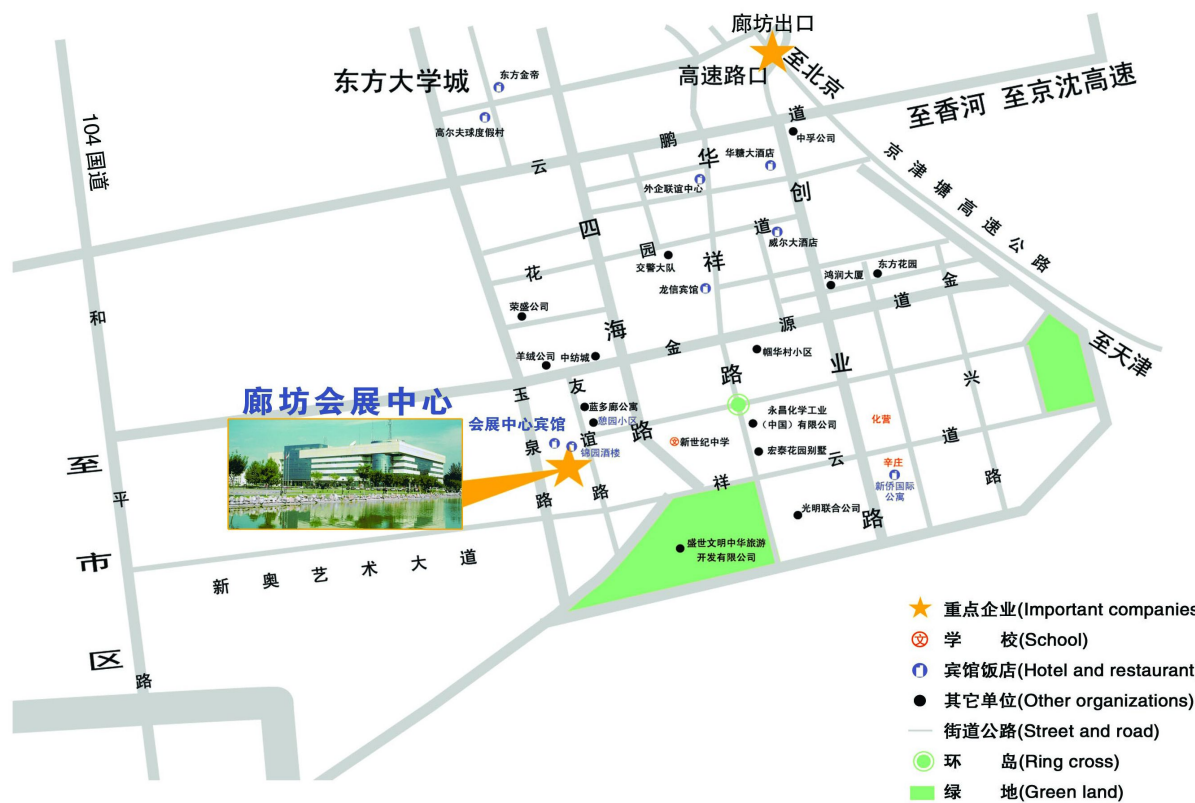 廊坊出口
高速路口
至北京
至香河 至京沈高速
东方大学城
东方金帝
高尔夫球度假村
104 国道
云鹏道
中孚公司
华糖大酒店
外企联谊中心
京津塘高速公路
四海路
华祥路
创业路
花园道
威尔大酒店
交警大队
龙信宾馆
鸿润大厦
东方花园
荣盛公司
金源道
金兴路
和平路
羊绒公司
中纺城
帼华村小区
至天津
玉泉路
友谊路
廊坊会展中心
会展中心宾馆
蓝多廊公寓
憩园小区
锦园酒楼
文
新世纪中学
永昌化学工业
(中国)有限公司
宏泰花园别墅
化营
辛庄
新侨国际
公寓
祥云道
光明联合公司
盛世文明中华旅游
开发有限公司
新奥艺术大道
至市区
重点企业(Important companies
文 学 校(School)
宾馆饭店(Hotel and restaurant
其它单位(Other organizations)
街道公路(Street and road)
环 岛(Ring cross)
绿 地(Green land)